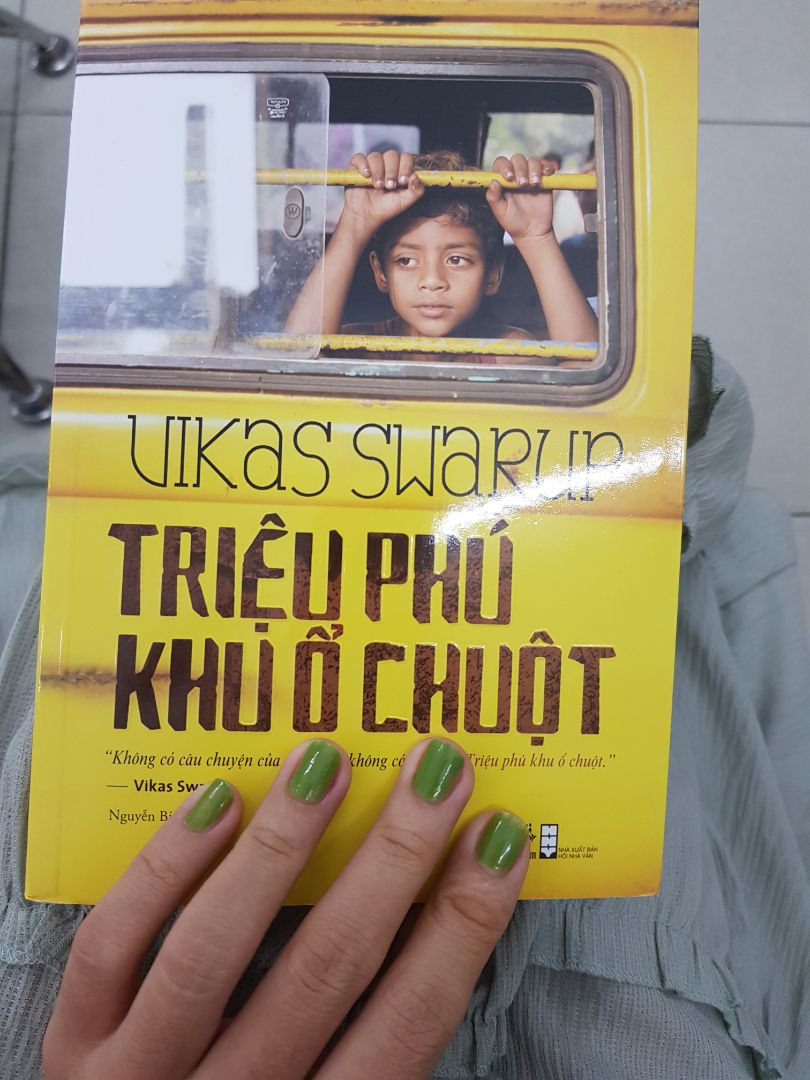 VIKAS SWARUP
TRIỆU PHÚ
KHU Ổ CHUỘT
“Không có câu chuyện của không có Triệu phú khu ổ chuột.”
— Vikas
Nguyễn
NHÀ XUẤT BẢN
HỘI NHÀ VĂN